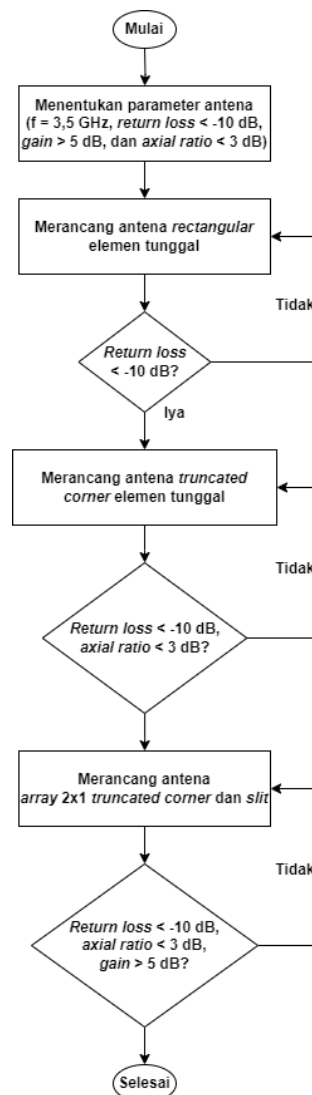 Mulai
Menentukan parameter antena
(f = 3,5 GHz, return loss < -10 dB,
gain > 5 dB, dan axial ratio < 3 dB)
Merancang antena rectangular
elemen tunggal
Tidak
Return loss
< -10 dB?
Iya
Merancang antena truncated
corner elemen tunggal
Tidak
Return loss < -10 dB,
axial ratio < 3 dB?
Merancang antena
array 2x1 truncated corner dan slit
Tidak
Return loss < -10 dB,
axial ratio < 3 dB,
gain > 5 dB?
Selesai